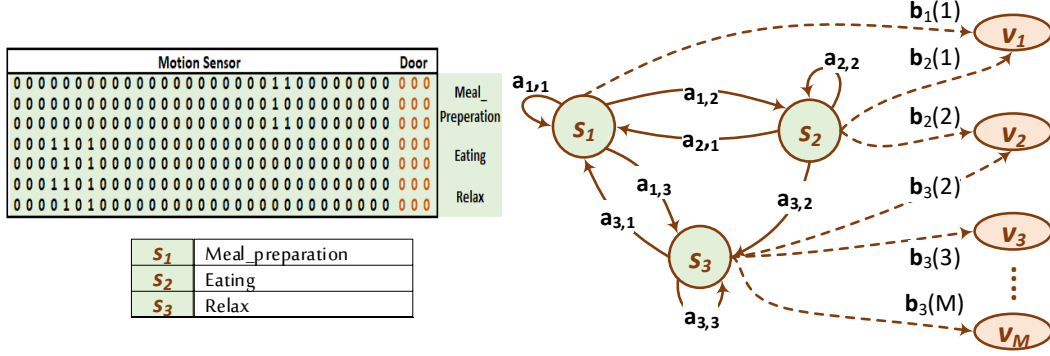 Motion Sensor Door
0 0 0 0 0 0 0 0 0 0 0 0 0 0 0 0 0 0 0 0 0 1 1 0 0 0 0 0 0 0 0 0 0 0
0 0 0 0 0 0 0 0 0 0 0 0 0 0 0 0 0 0 0 0 0 1 1 0 0 0 0 0 0 0 0 0 0 0
0 0 0 0 0 0 0 0 0 0 0 0 0 0 0 0 0 0 0 0 0 1 1 0 0 0 0 0 0 0 0 0 0 0
0 0 0 1 1 0 1 0 0 0 0 0 0 0 0 0 0 0 0 0 0 0 0 0 0 0 0 0 0 0 0 0 0 0
0 0 0 0 1 0 1 0 0 0 0 0 0 0 0 0 0 0 0 0 0 0 0 0 0 0 0 0 0 0 0 0 0 0
0 0 0 1 1 0 1 0 0 0 0 0 0 0 0 0 0 0 0 0 0 0 0 0 0 0 0 0 0 0 0 0 0 0
0 0 0 0 1 0 1 0 0 0 0 0 0 0 0 0 0 0 0 0 0 0 0 0 0 0 0 0 0 0 0 0 0 0
Meal_
Preperation
Eating
Relax
s1 Meal_preparation
s2 Eating
s3 Relax
a1,1
s1
a1,2
a2,1
a2,2
s2
a1,3
a3,1
a3,2
s3
a3,3
b1(1)
v1
b2(1)
b2(2)
v2
b3(2)
v3
b3(3)
b3(M)
vM